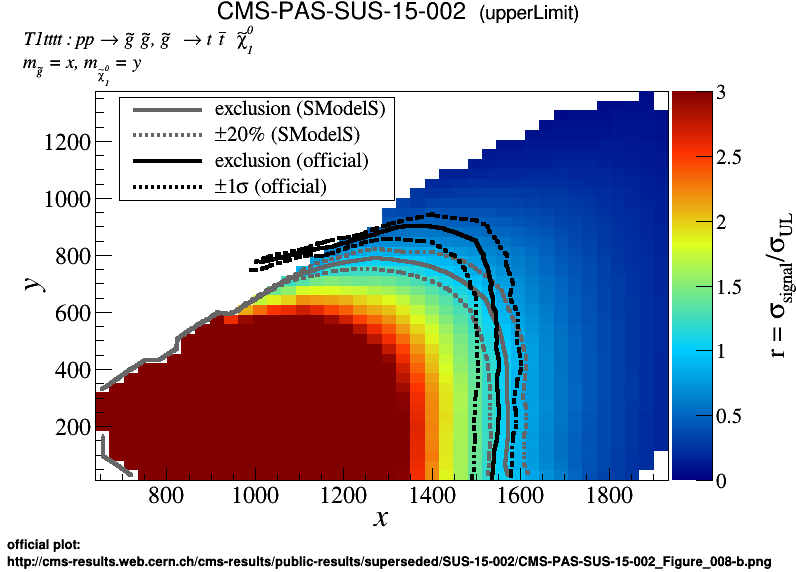 CMS-PAS-SUS-15-002 (upperLimit)
T1tttt : pp → g̃ g̃, g̃ → t t̄ χ̃₁⁰
m_g̃ = x, m_χ̃₁⁰ = y
exclusion (SModelS)
±20% (SModelS)
exclusion (official)
±1σ (official)
1200
1000
800
600
400
200
y
800 1000 1200 1400 1600 1800
x
3
2.5
2
1.5
1
0.5
0
r = σ_signal/σ_UL
official plot:
http://cms-results.web.cern.ch/cms-results/public-results/superseded/SUS-15-002/CMS-PAS-SUS-15-002_Figure_008-b.png